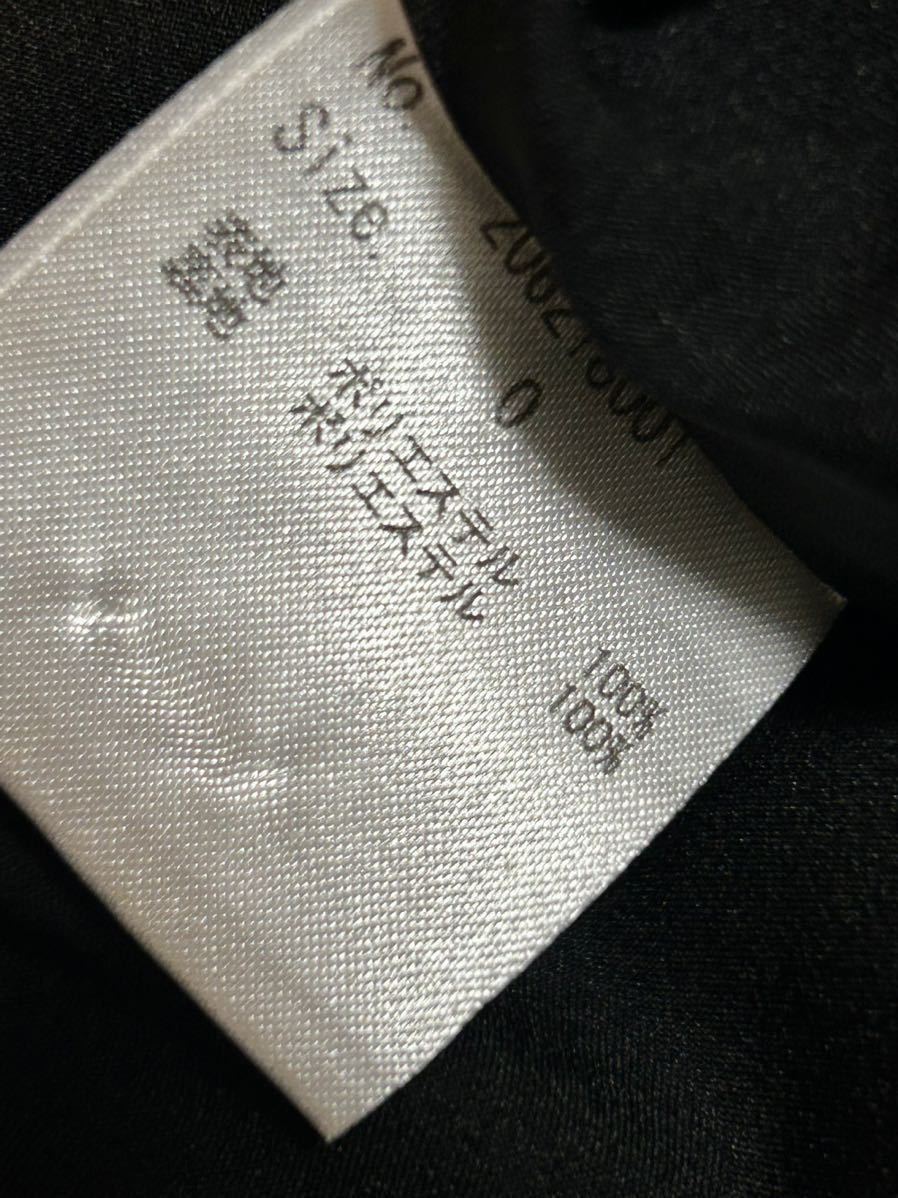 No.
Size. 0
表地 ポリエステル 100%
裏地 ポリエステル 100%